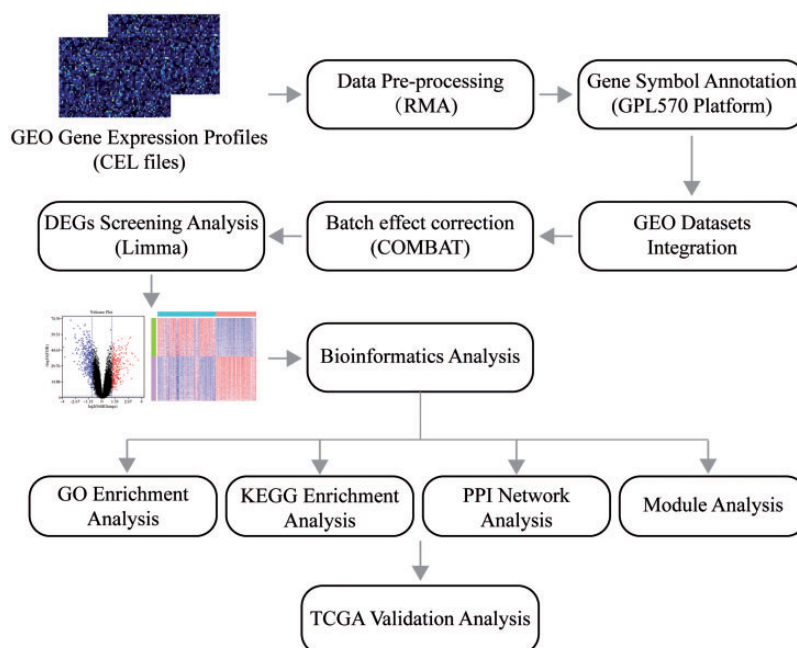 GEO Gene Expression Profiles
(CEL files)
Data Pre-processing
(RMA)
Gene Symbol Annotation
(GPL570 Platform)
DEGs Screening Analysis
(Limma)
Batch effect correction
(COMBAT)
GEO Datasets
Integration
Volcano Plot
Bioinformatics Analysis
GO Enrichment
Analysis
KEGG Enrichment
Analysis
PPI Network
Analysis
Module Analysis
TCGA Validation Analysis